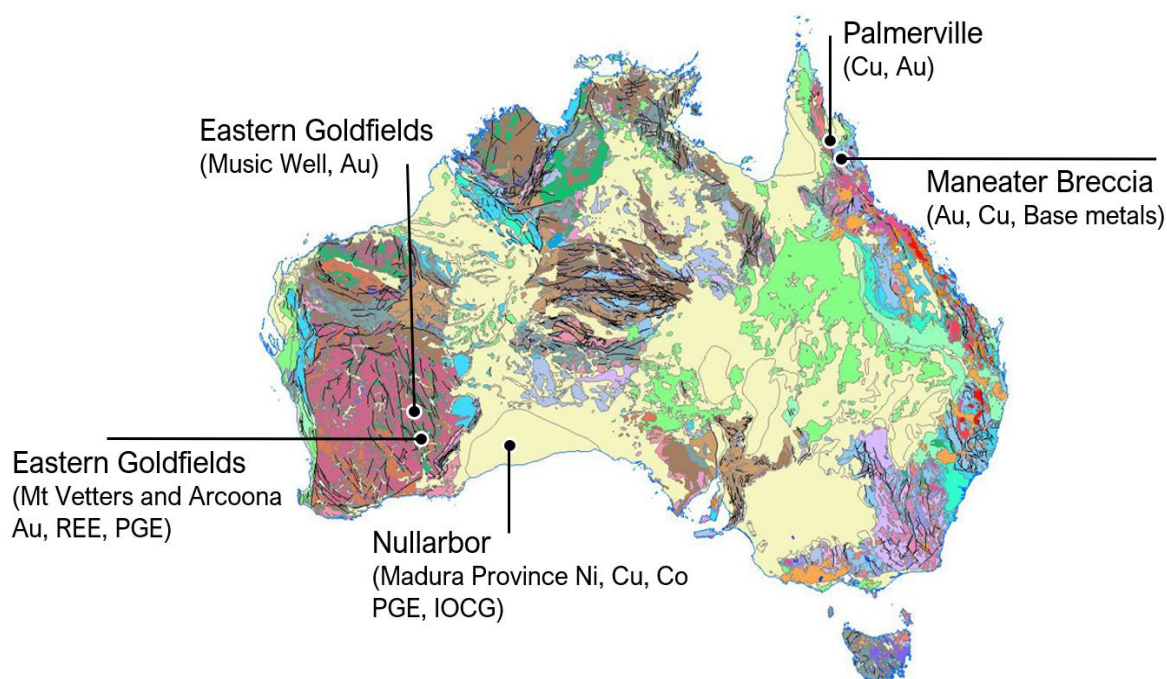 Palmerville
(Cu, Au)
Eastern Goldfields
(Music Well, Au)
Maneater Breccia
(Au, Cu, Base metals)
Eastern Goldfields
(Mt Vetters and Arcoona
Au, REE, PGE)
Nullarbor
(Madura Province Ni, Cu, Co
PGE, IOCG)